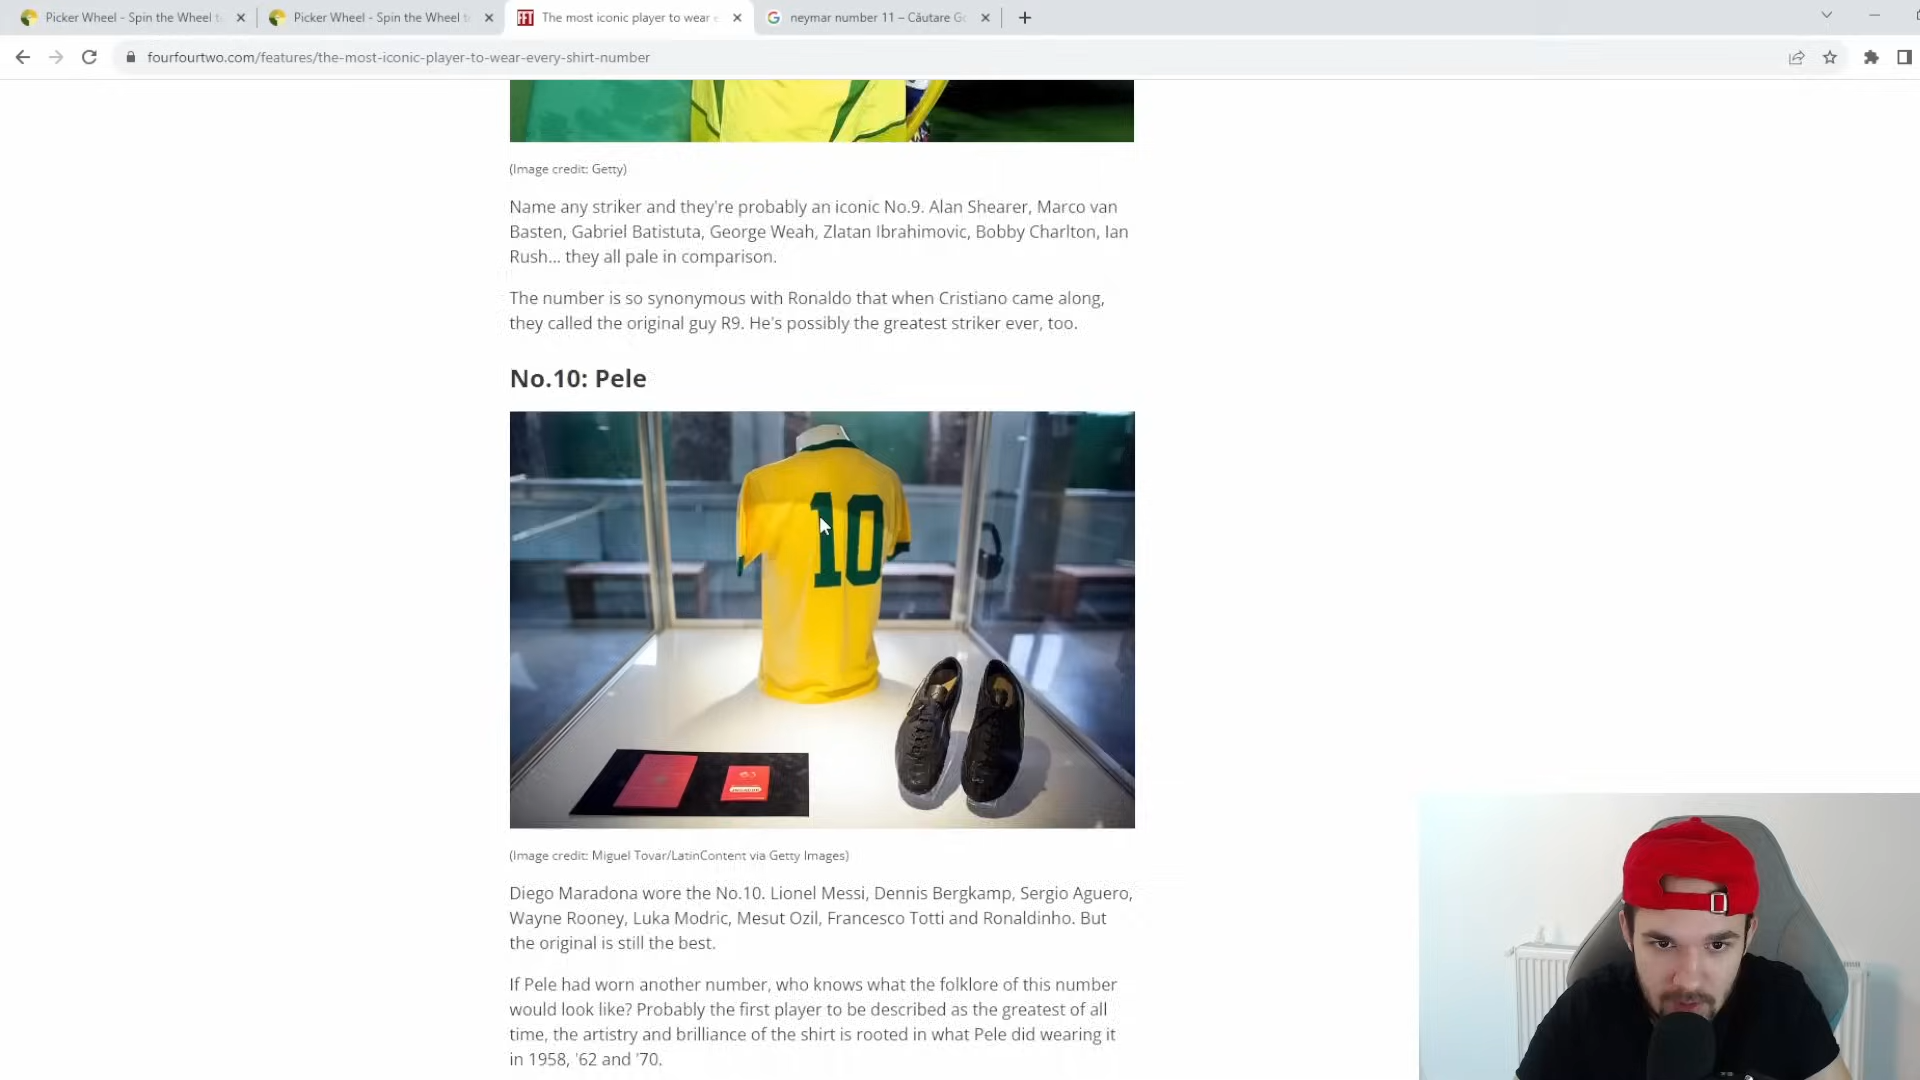 Picker Wheel - Spin the Wheel t
Picker Wheel - Spin the Wheel t
FFT
The most iconic player to wear e
G
neymar number 11 – Căutare Go
fourfourtwo.com/features/the-most-iconic-player-to-wear-every-shirt-number
(Image credit: Getty)
Name any striker and they're probably an iconic No.9. Alan Shearer, Marco van
Basten, Gabriel Batistuta, George Weah, Zlatan Ibrahimovic, Bobby Charlton, Ian
Rush... they all pale in comparison.
The number is so synonymous with Ronaldo that when Cristiano came along,
they called the original guy R9. He's possibly the greatest striker ever, too.
No.10: Pele
10
(Image credit: Miguel Tovar/LatinContent via Getty Images)
Diego Maradona wore the No.10. Lionel Messi, Dennis Bergkamp, Sergio Aguero,
Wayne Rooney, Luka Modric, Mesut Ozil, Francesco Totti and Ronaldinho. But
the original is still the best.
If Pele had worn another number, who knows what the folklore of this number
would look like? Probably the first player to be described as the greatest of all
time, the artistry and brilliance of the shirt is rooted in what Pele did wearing it
in 1958, '62 and '70.